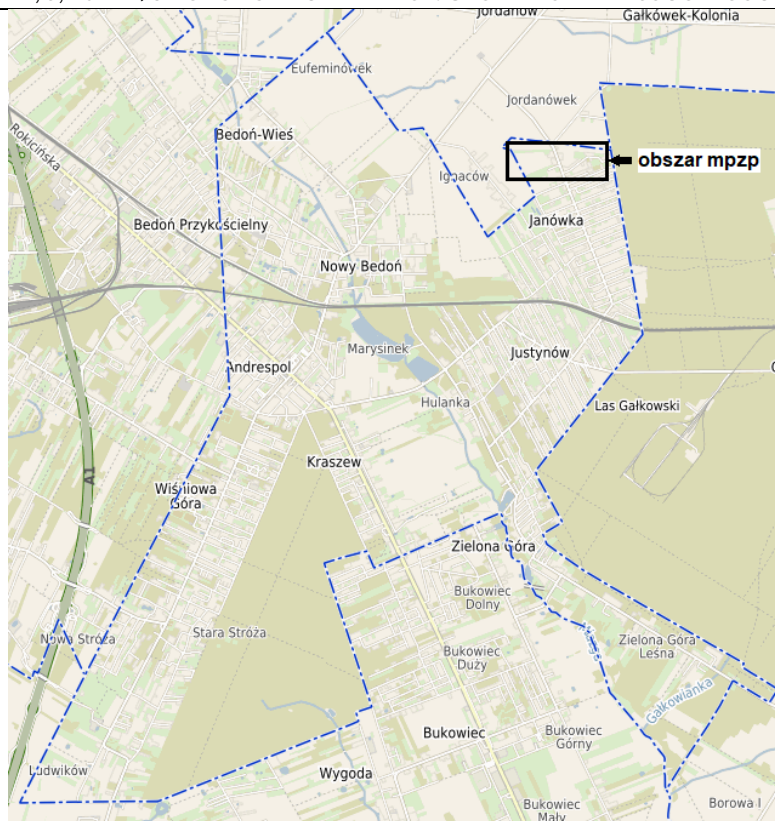 Jordanów
Gałkówek-Kolonia
Eufeminówek
Jordanówek
Rokicińska
Bedoń-Wieś
obszar mpzp
Ignaców
Bedoń Przykościelny
Janówka
Nowy Bedoń
Marysinek
Justynów
Andrespol
Hulanka
Las Gałkowski
A1
Kraszew
Wiśniowa
Góra
Zielona Góra
Bukowiec
Dolny
Nowa Stróża
Stara Stróża
Zielona Góra
Leśna
Bukowiec
Duży
Gałkowianka
Bukowiec
Bukowiec
Górny
Ludwików
Wygoda
Bukowiec
Mały
Borowa I